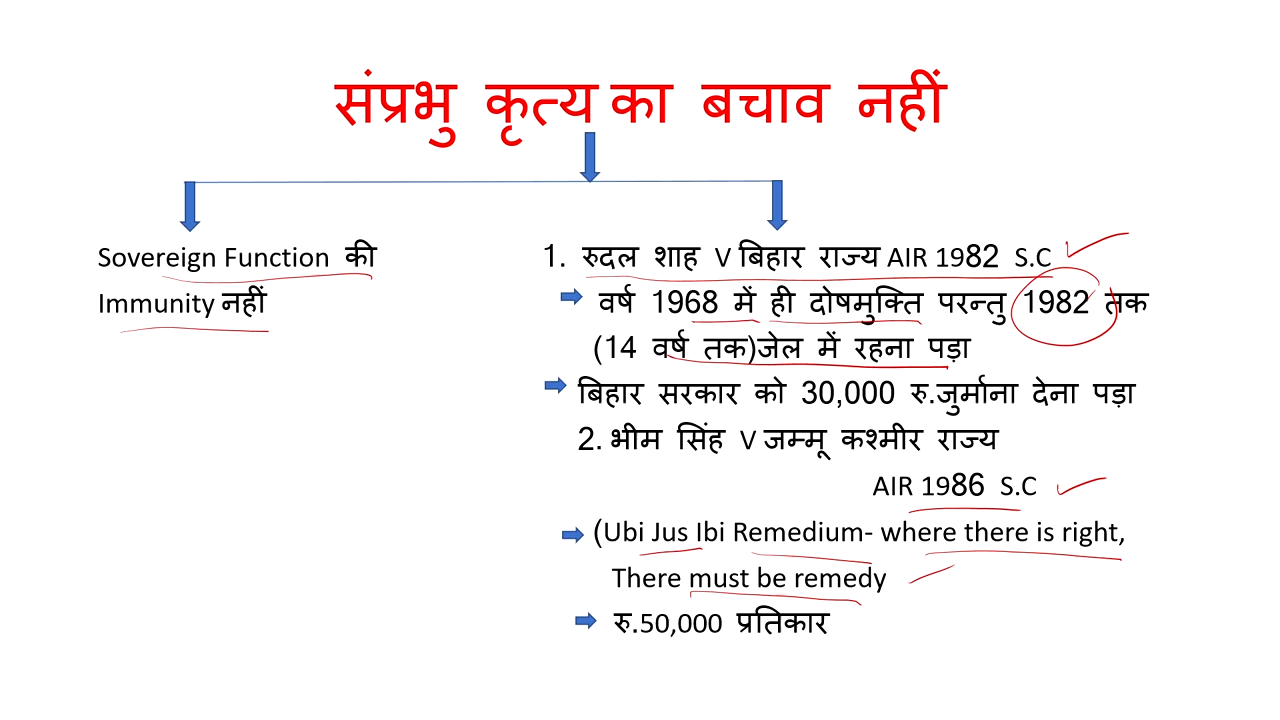 संप्रभु कृत्य का बचाव नहीं
Sovereign Function की
Immunity नहीं
1. रुदल शाह V बिहार राज्य AIR 1982 S.C
वर्ष 1968 में ही दोषमुक्ति परन्तु 1982 तक
(14 वर्ष तक)जेल में रहना पड़ा
बिहार सरकार को 30,000 रु.जुर्माना देना पड़ा
2. भीम सिंह V जम्मू कश्मीर राज्य
AIR 1986 S.C
(Ubi Jus Ibi Remedium- where there is right,
There must be remedy
रु.50,000 प्रतिकार